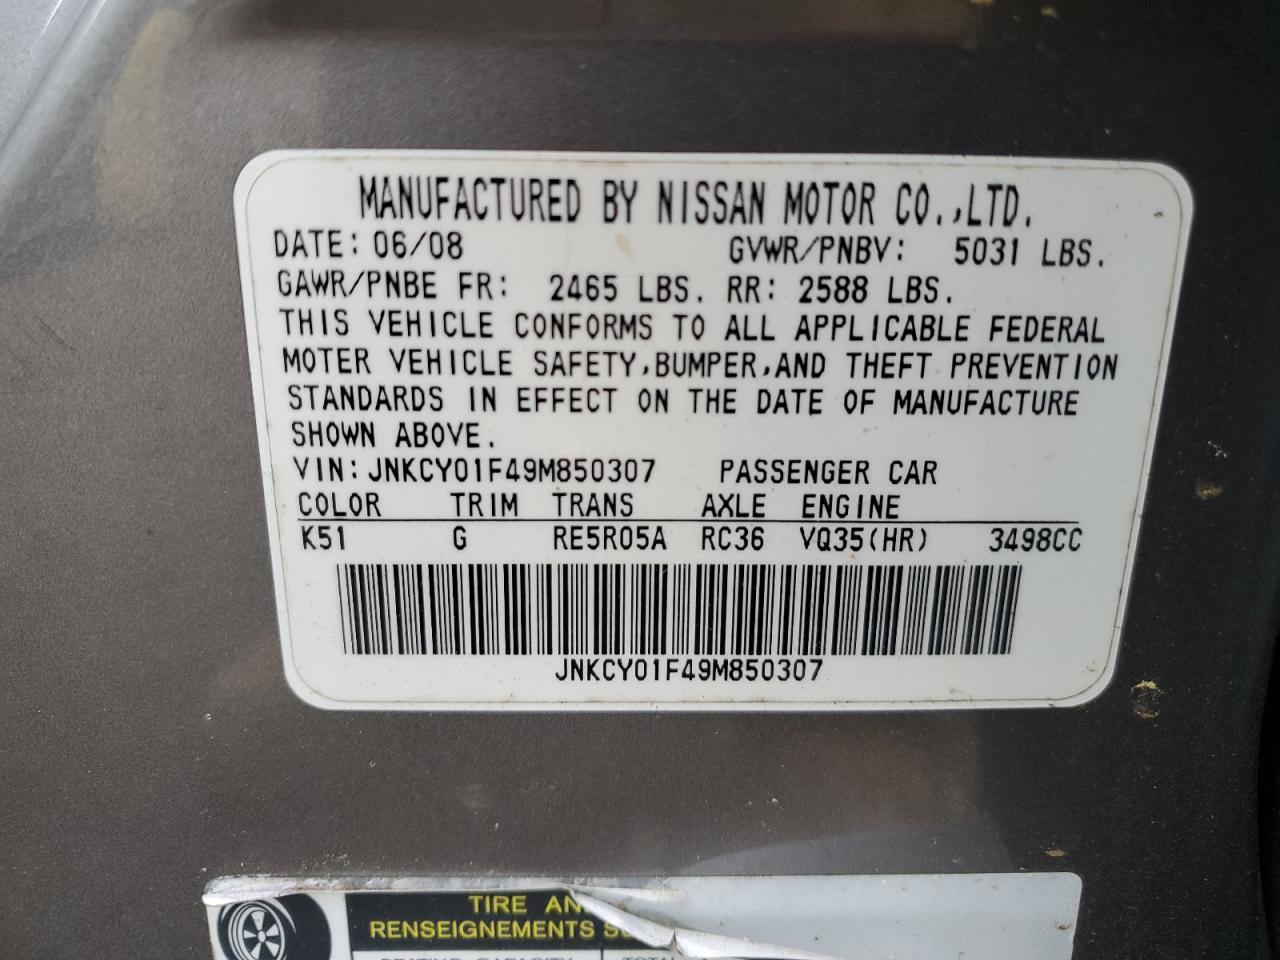 MANUFACTURED BY NISSAN MOTOR CO.,LTD.
DATE: 06/08 GVWR/PNBV: 5031 LBS.
GAWR/PNBE FR: 2465 LBS. RR: 2588 LBS.
THIS VEHICLE CONFORMS TO ALL APPLICABLE FEDERAL
MOTER VEHICLE SAFETY,BUMPER,AND THEFT PREVENTION
STANDARDS IN EFFECT ON THE DATE OF MANUFACTURE
SHOWN ABOVE.
VIN:JNKCY01F49M850307 PASSENGER CAR
COLOR TRIM TRANS AXLE ENGINE
K51 G RE5R05A RC36 VQ35(HR) 3498CC
JNKCY01F49M850307
TIRE
RENSEIGNEMENTS